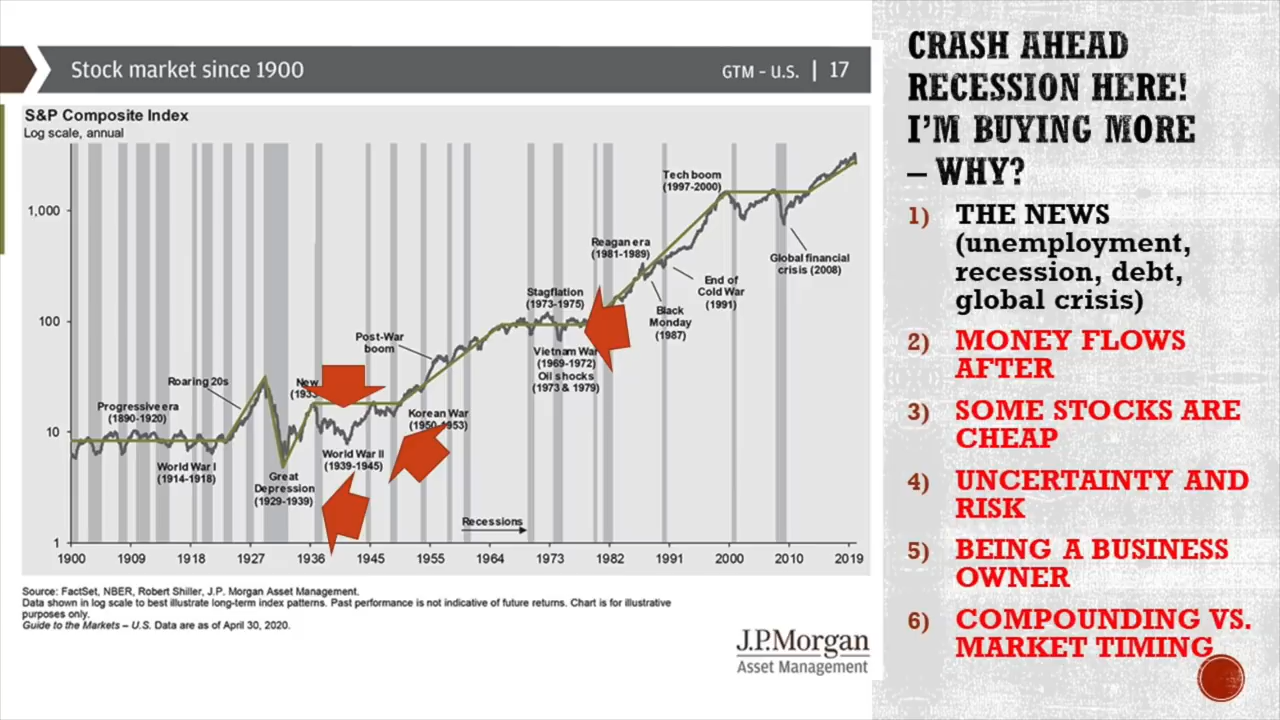 Stock market since 1900
GTM – U.S. | 17
S&P Composite Index
Log scale, annual
1,000
100
10
1
Progressive era
(1890-1920)
World War I
(1914-1918)
Roaring 20s
Great
Depression
(1929-1939)
New
(1933
World War II
(1939-1945)
Post-War
boom
Korean War
(1950-1953)
Recessions
Stagflation
(1973-1975)
Vietnam War
(1969-1972)
Oil shocks
(1973 & 1979)
Reagan era
(1981-1989)
Black
Monday
(1987)
End of
Cold War
(1991)
Tech boom
(1997-2000)
Global financial
crisis (2008)
1900 1909 1918 1927 1936 1945 1955 1964 1973 1982 1991 2000 2010 2019
Source: FactSet, NBER, Robert Shiller, J.P. Morgan Asset Management.
Data shown in log scale to best illustrate long-term index patterns. Past performance is not indicative of future returns. Chart is for illustrative
purposes only.
Guide to the Markets – U.S. Data are as of April 30, 2020.
J.P.Morgan
Asset Management
CRASH AHEAD
RECESSION HERE!
I'M BUYING MORE
– WHY?
1) THE NEWS
(unemployment,
recession, debt,
global crisis)
2) MONEY FLOWS
AFTER
3) SOME STOCKS ARE
CHEAP
4) UNCERTAINTY AND
RISK
5) BEING A BUSINESS
OWNER
6) COMPOUNDING VS.
MARKET TIMING